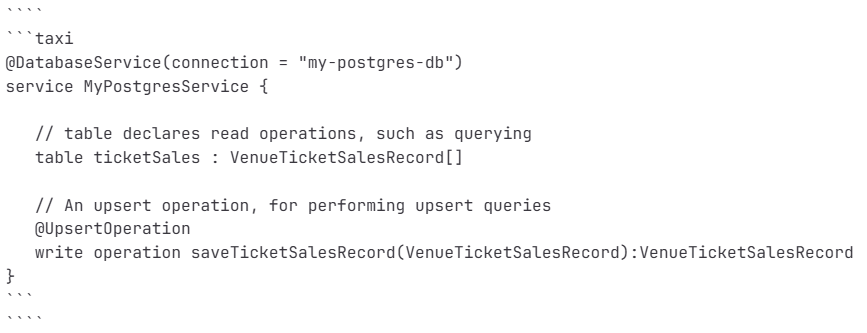 ````
```taxi
@DatabaseService(connection = "my-postgres-db")
service MyPostgresService {

   // table declares read operations, such as querying
   table ticketSales : VenueTicketSalesRecord[]

   // An upsert operation, for performing upsert queries
   @UpsertOperation
   write operation saveTicketSalesRecord(VenueTicketSalesRecord):VenueTicketSalesRecord
}
```
````